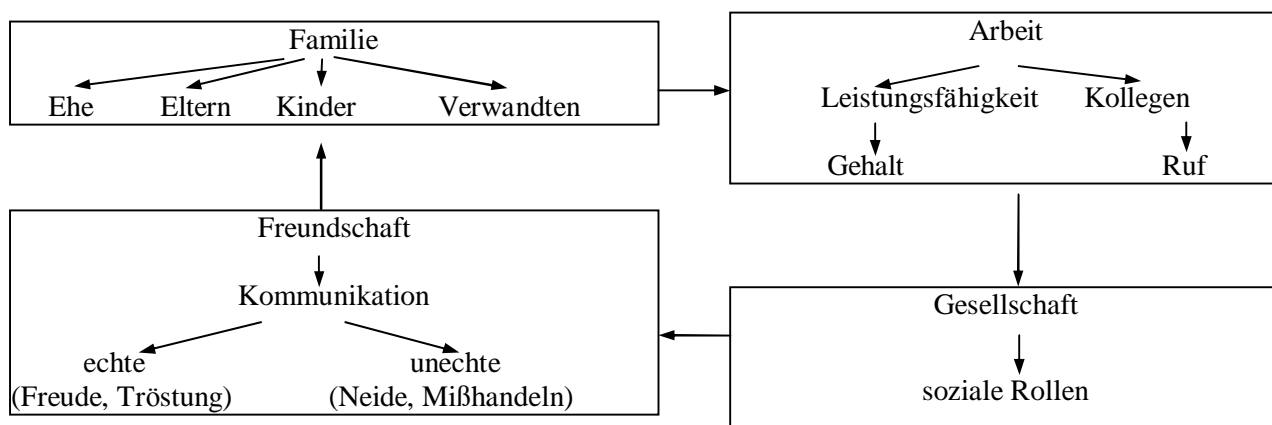 Familie
Ehe Eltern Kinder Verwandten
Arbeit
Leistungsfähigkeit Kollegen
Gehalt Ruf
Freundschaft
Kommunikation
echte unechte
(Freude, Tröstung) (Neide, Mißhandeln)
Gesellschaft
soziale Rollen